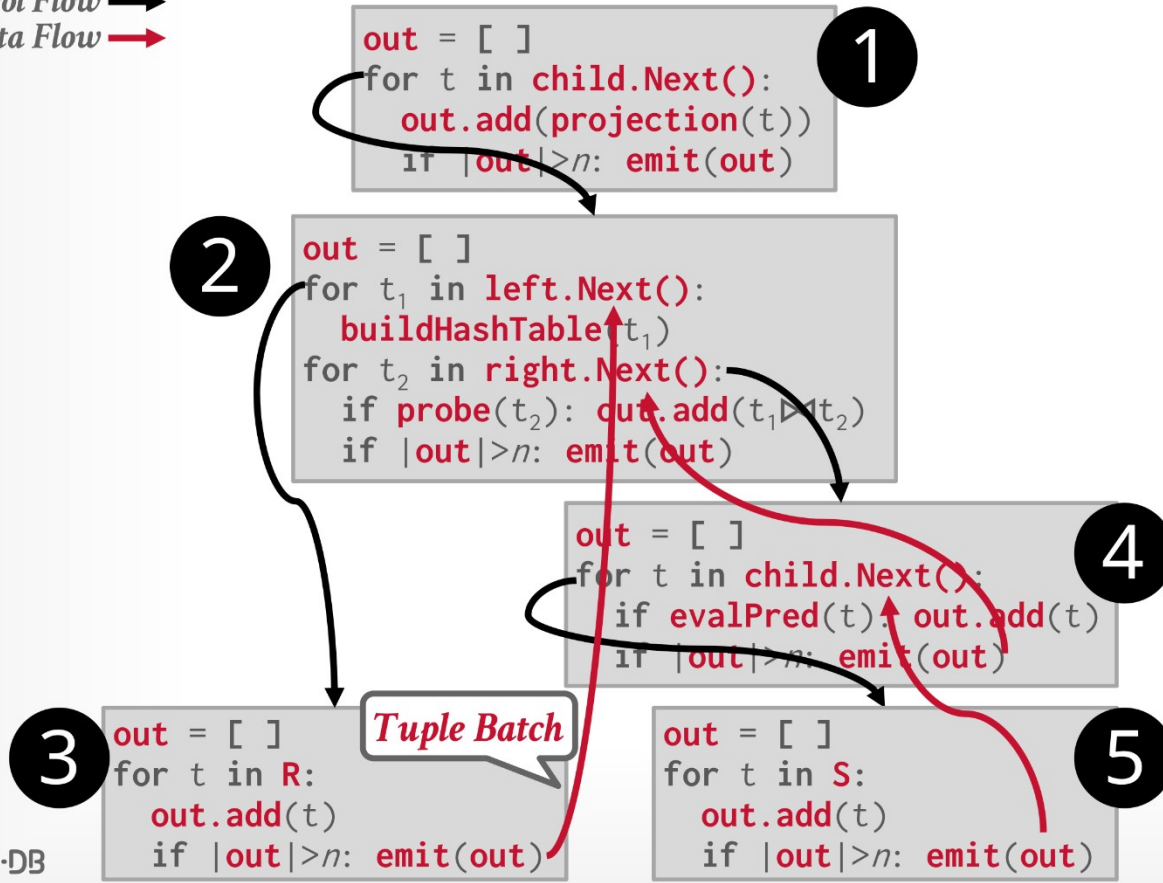 ol Flow
ta Flow
1
out = [ ]
for t in child.Next():
out.add(projection(t))
if |out|>n: emit(out)
2
out = [ ]
for t₁ in left.Next():
buildHashTable(t₁)
for t₂ in right.Next():
if probe(t₂): out.add(t₁⨝t₂)
if |out|>n: emit(out)
4
out = [ ]
for t in child.Next():
if evalPred(t): out.add(t)
if |out|>n: emit(out)
3
Tuple Batch
out = [ ]
for t in R:
out.add(t)
if |out|>n: emit(out)
5
out = [ ]
for t in S:
out.add(t)
if |out|>n: emit(out)
·DB